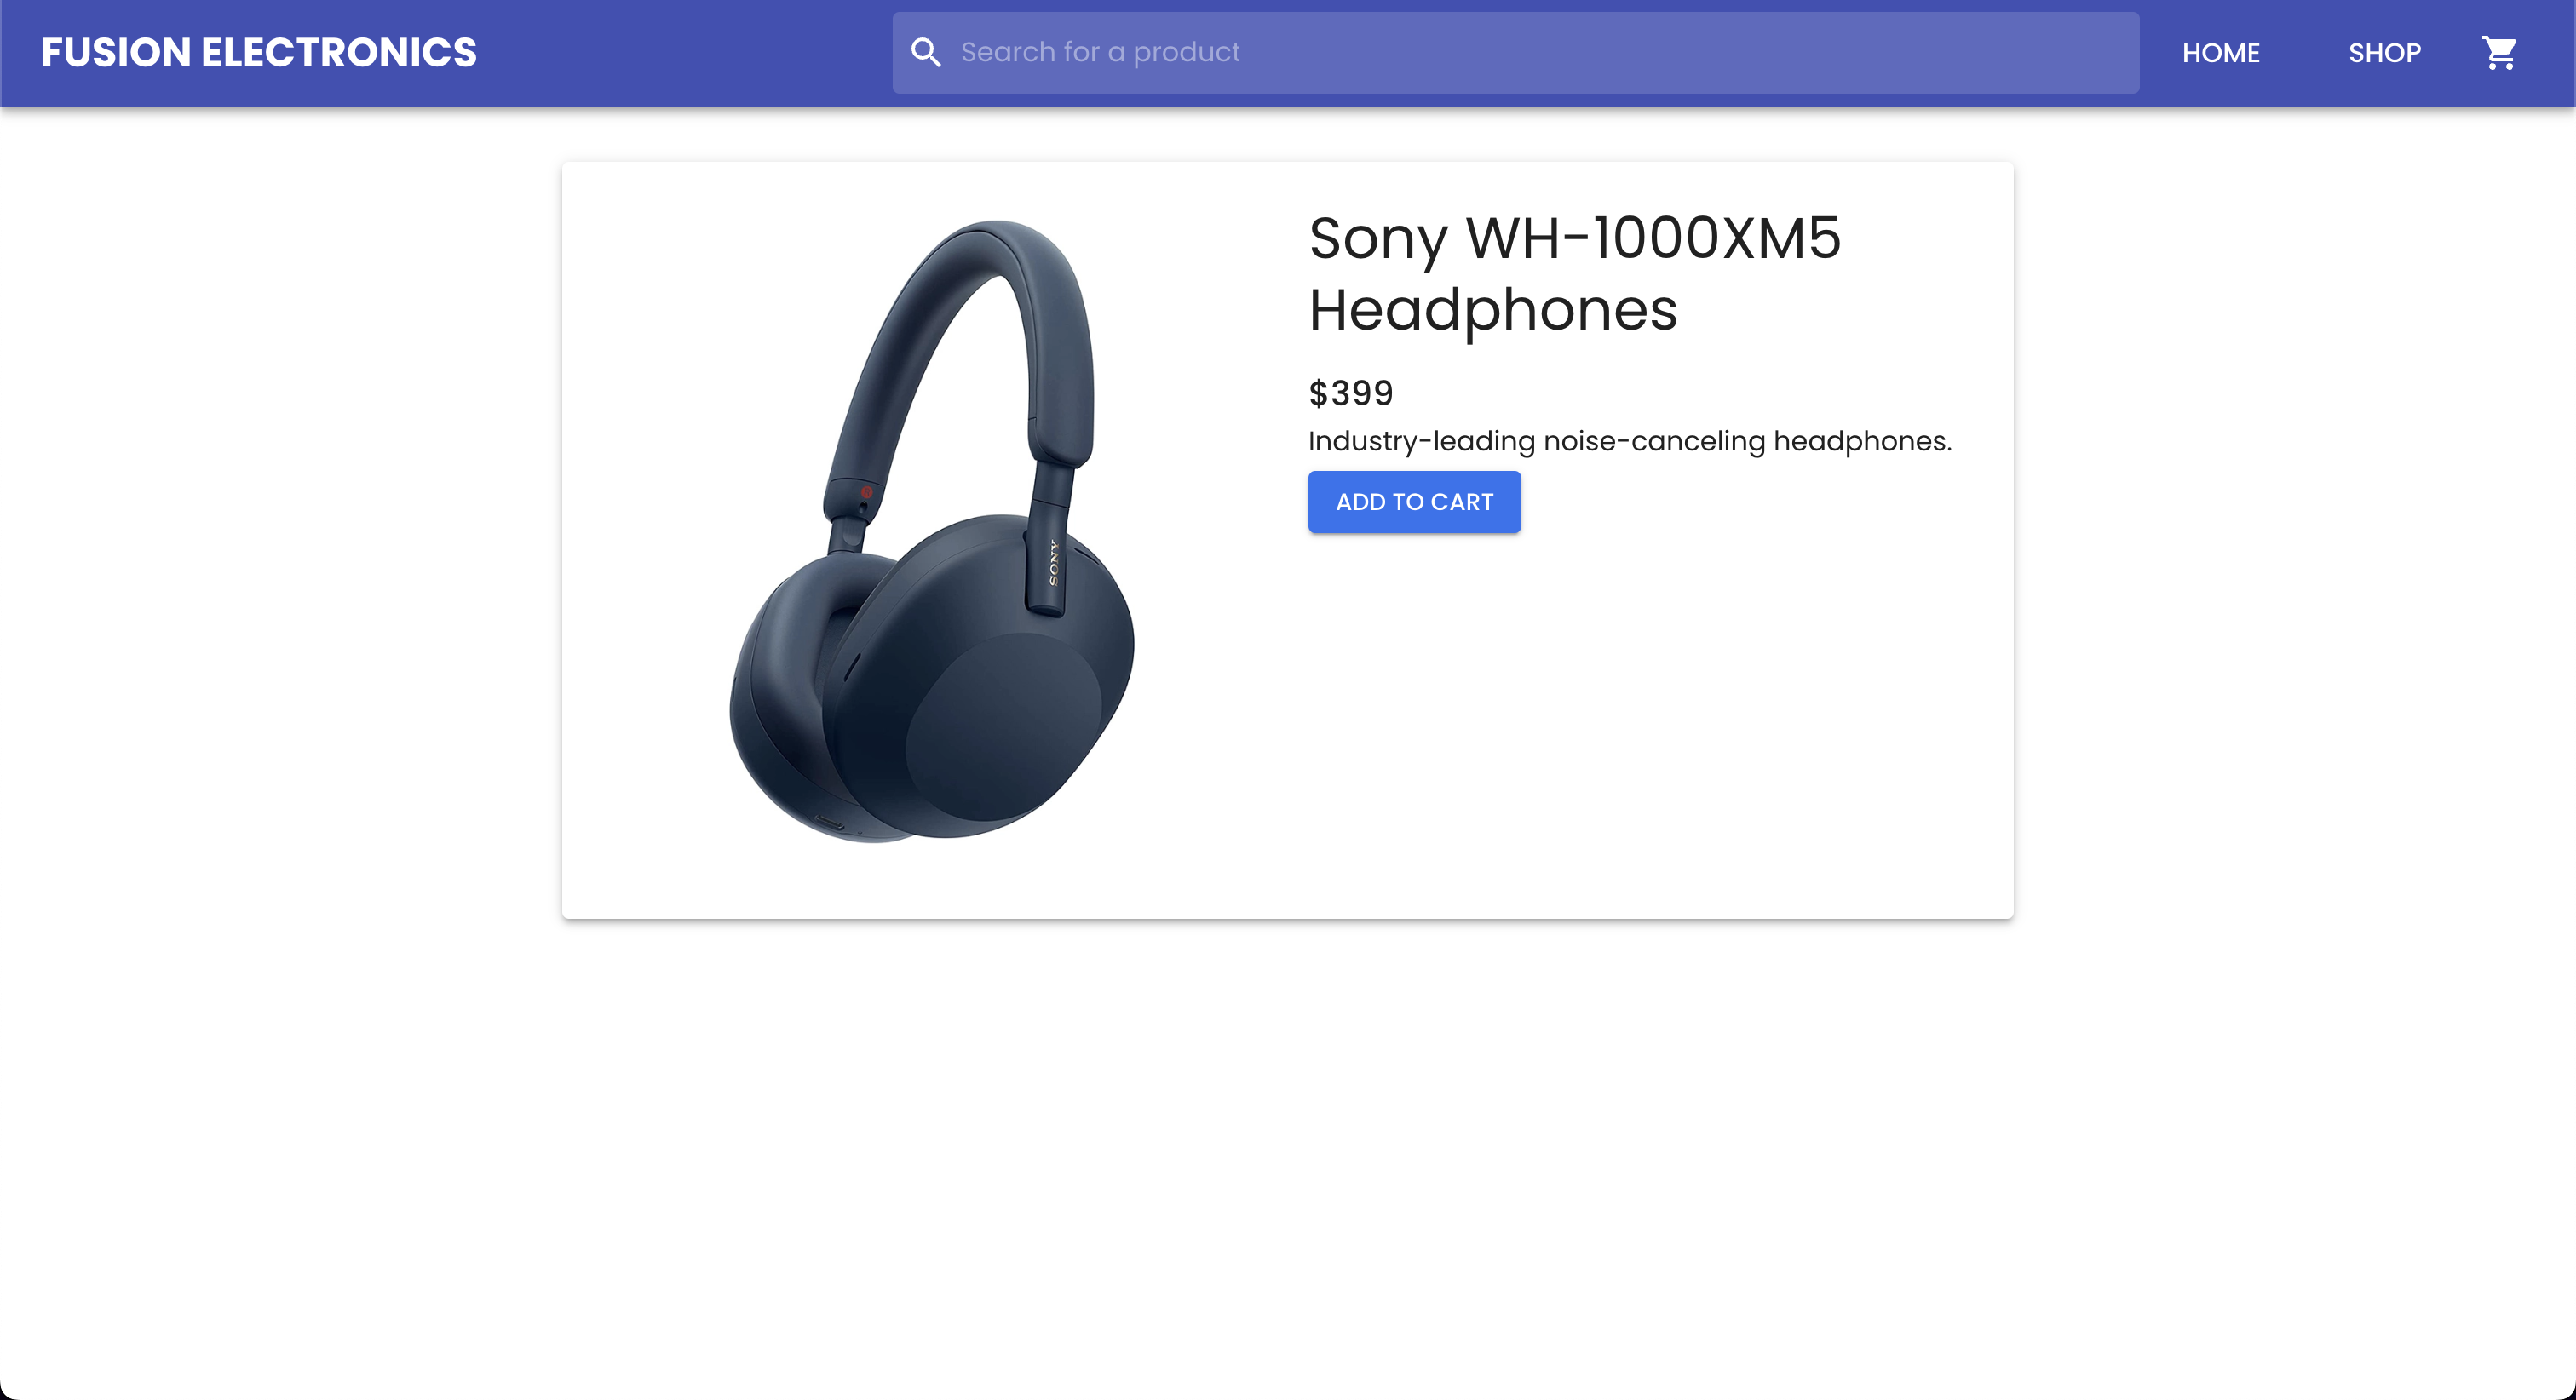 FUSION ELECTRONICS
Search for a product
HOME
SHOP
Sony WH-1000XM5
Headphones
$399
Industry-leading noise-canceling headphones.
ADD TO CART
SONY